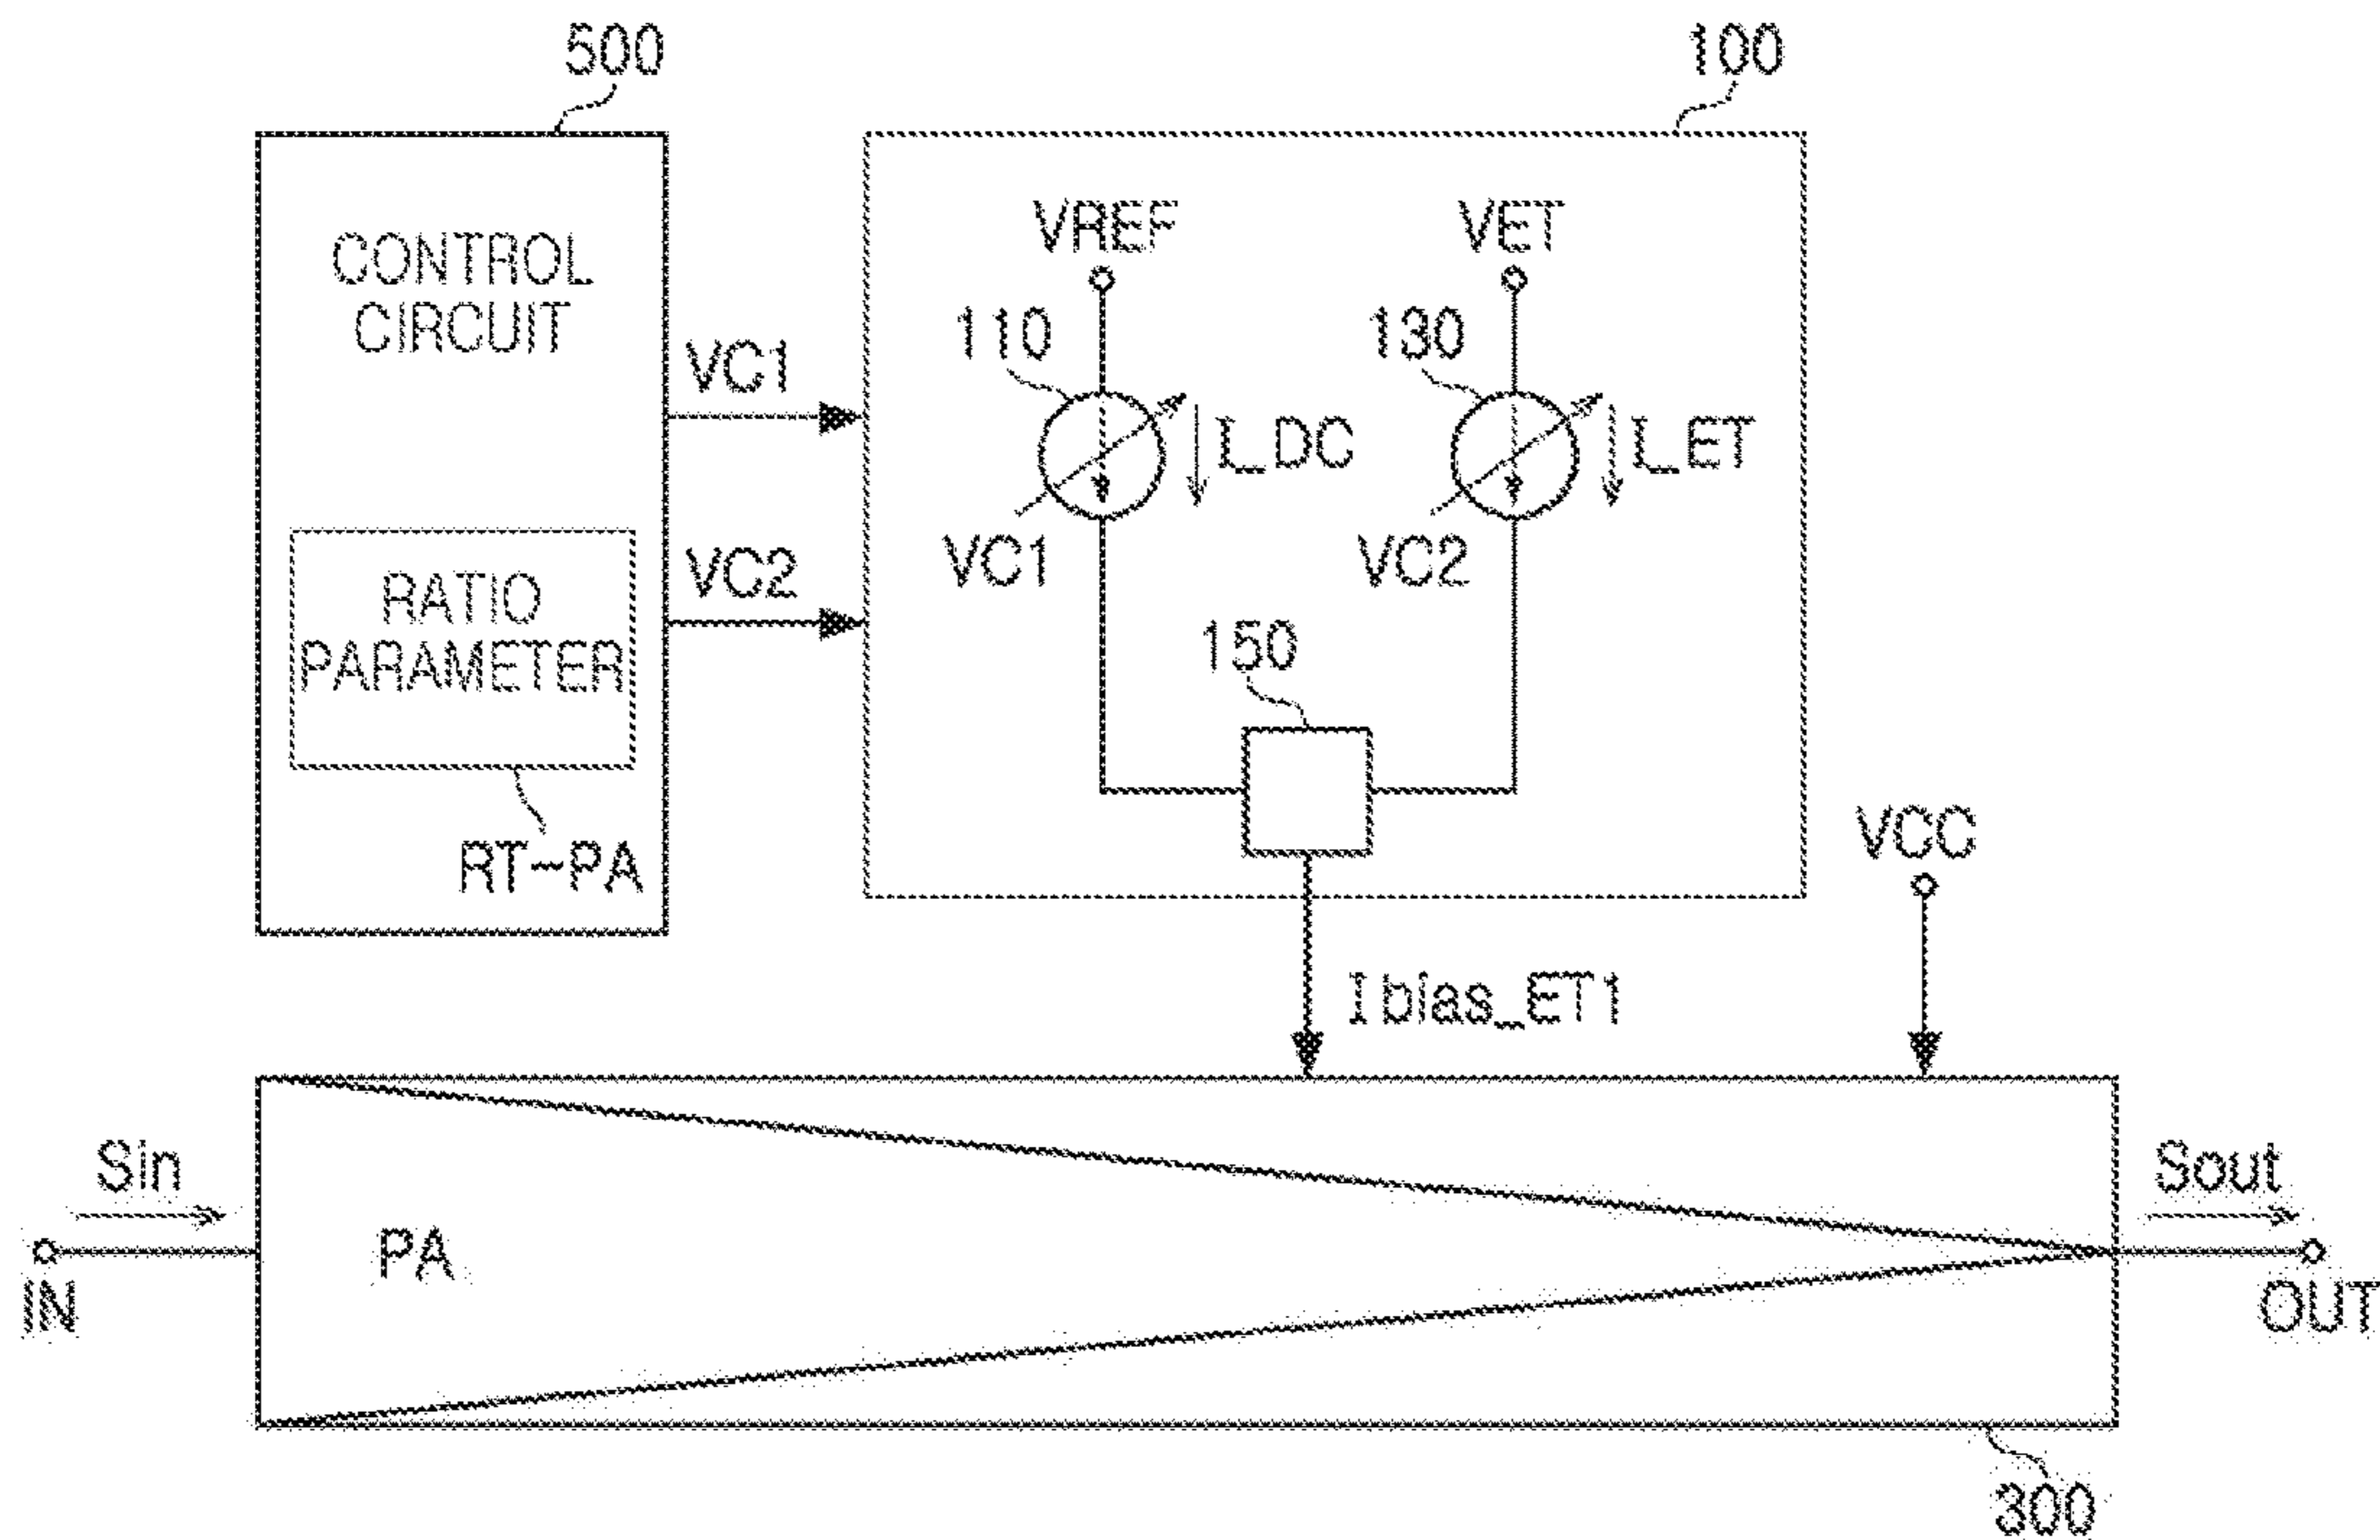 500
100
CONTROL
CIRCUIT
VREF
VET
110
130
VC1
I_DC
I_ET
VC1
VC2
VC2
RATIO
PARAMETER
150
RT-PA
VCC
Ibias_ET1
Sin
Sout
PA
IN
OUT
300